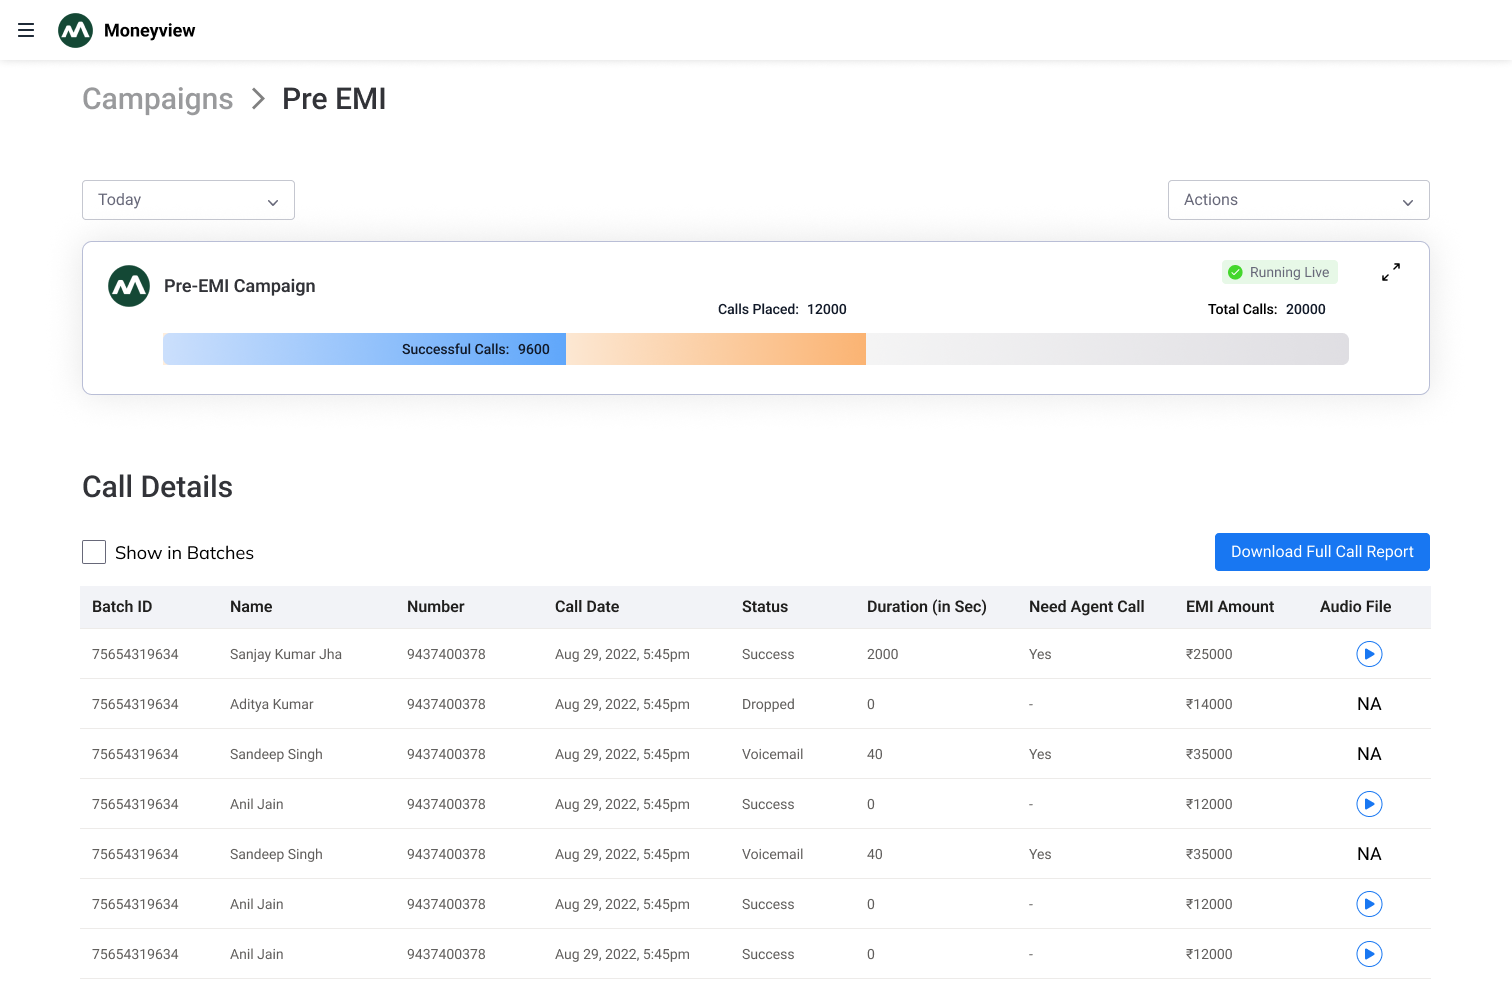 Moneyview
Campaigns > Pre EMI
Today
Actions
Pre-EMI Campaign
Running Live
Calls Placed: 12000
Total Calls: 20000
Successful Calls: 9600
Call Details
Show in Batches
Download Full Call Report
Batch ID Name Number Call Date Status Duration (in Sec) Need Agent Call EMI Amount Audio File
75654319634 Sanjay Kumar Jha 9437400378 Aug 29, 2022, 5:45pm Success 2000 Yes ₹25000
75654319634 Aditya Kumar 9437400378 Aug 29, 2022, 5:45pm Dropped 0 - ₹14000 NA
75654319634 Sandeep Singh 9437400378 Aug 29, 2022, 5:45pm Voicemail 40 Yes ₹35000 NA
75654319634 Anil Jain 9437400378 Aug 29, 2022, 5:45pm Success 0 - ₹12000
75654319634 Sandeep Singh 9437400378 Aug 29, 2022, 5:45pm Voicemail 40 Yes ₹35000 NA
75654319634 Anil Jain 9437400378 Aug 29, 2022, 5:45pm Success 0 - ₹12000
75654319634 Anil Jain 9437400378 Aug 29, 2022, 5:45pm Success 0 - ₹12000